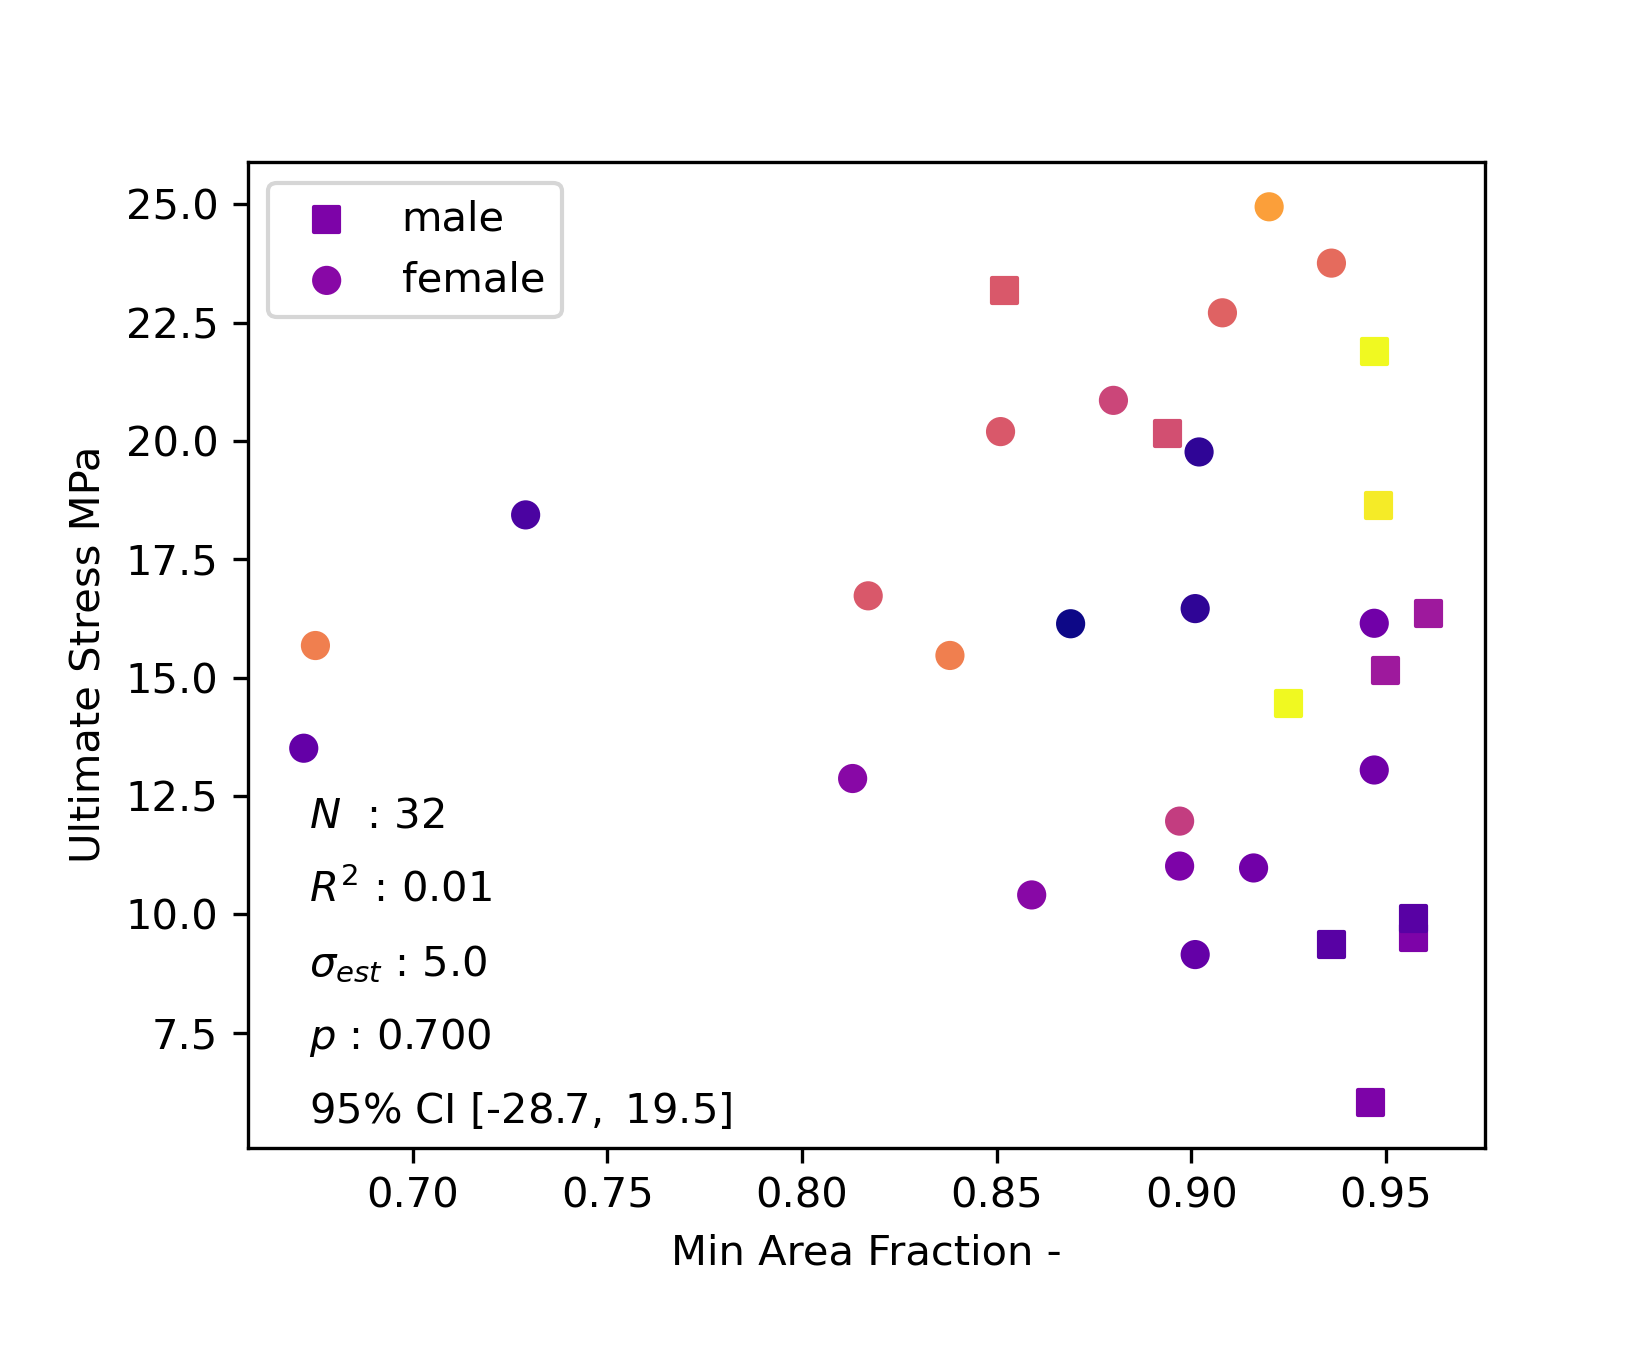 male
female
25.0
22.5
20.0
17.5
15.0
12.5
10.0
7.5
Ultimate Stress MPa
N : 32
R² : 0.01
σest : 5.0
p : 0.700
95% CI [-28.7, 19.5]
0.70 0.75 0.80 0.85 0.90 0.95
Min Area Fraction -